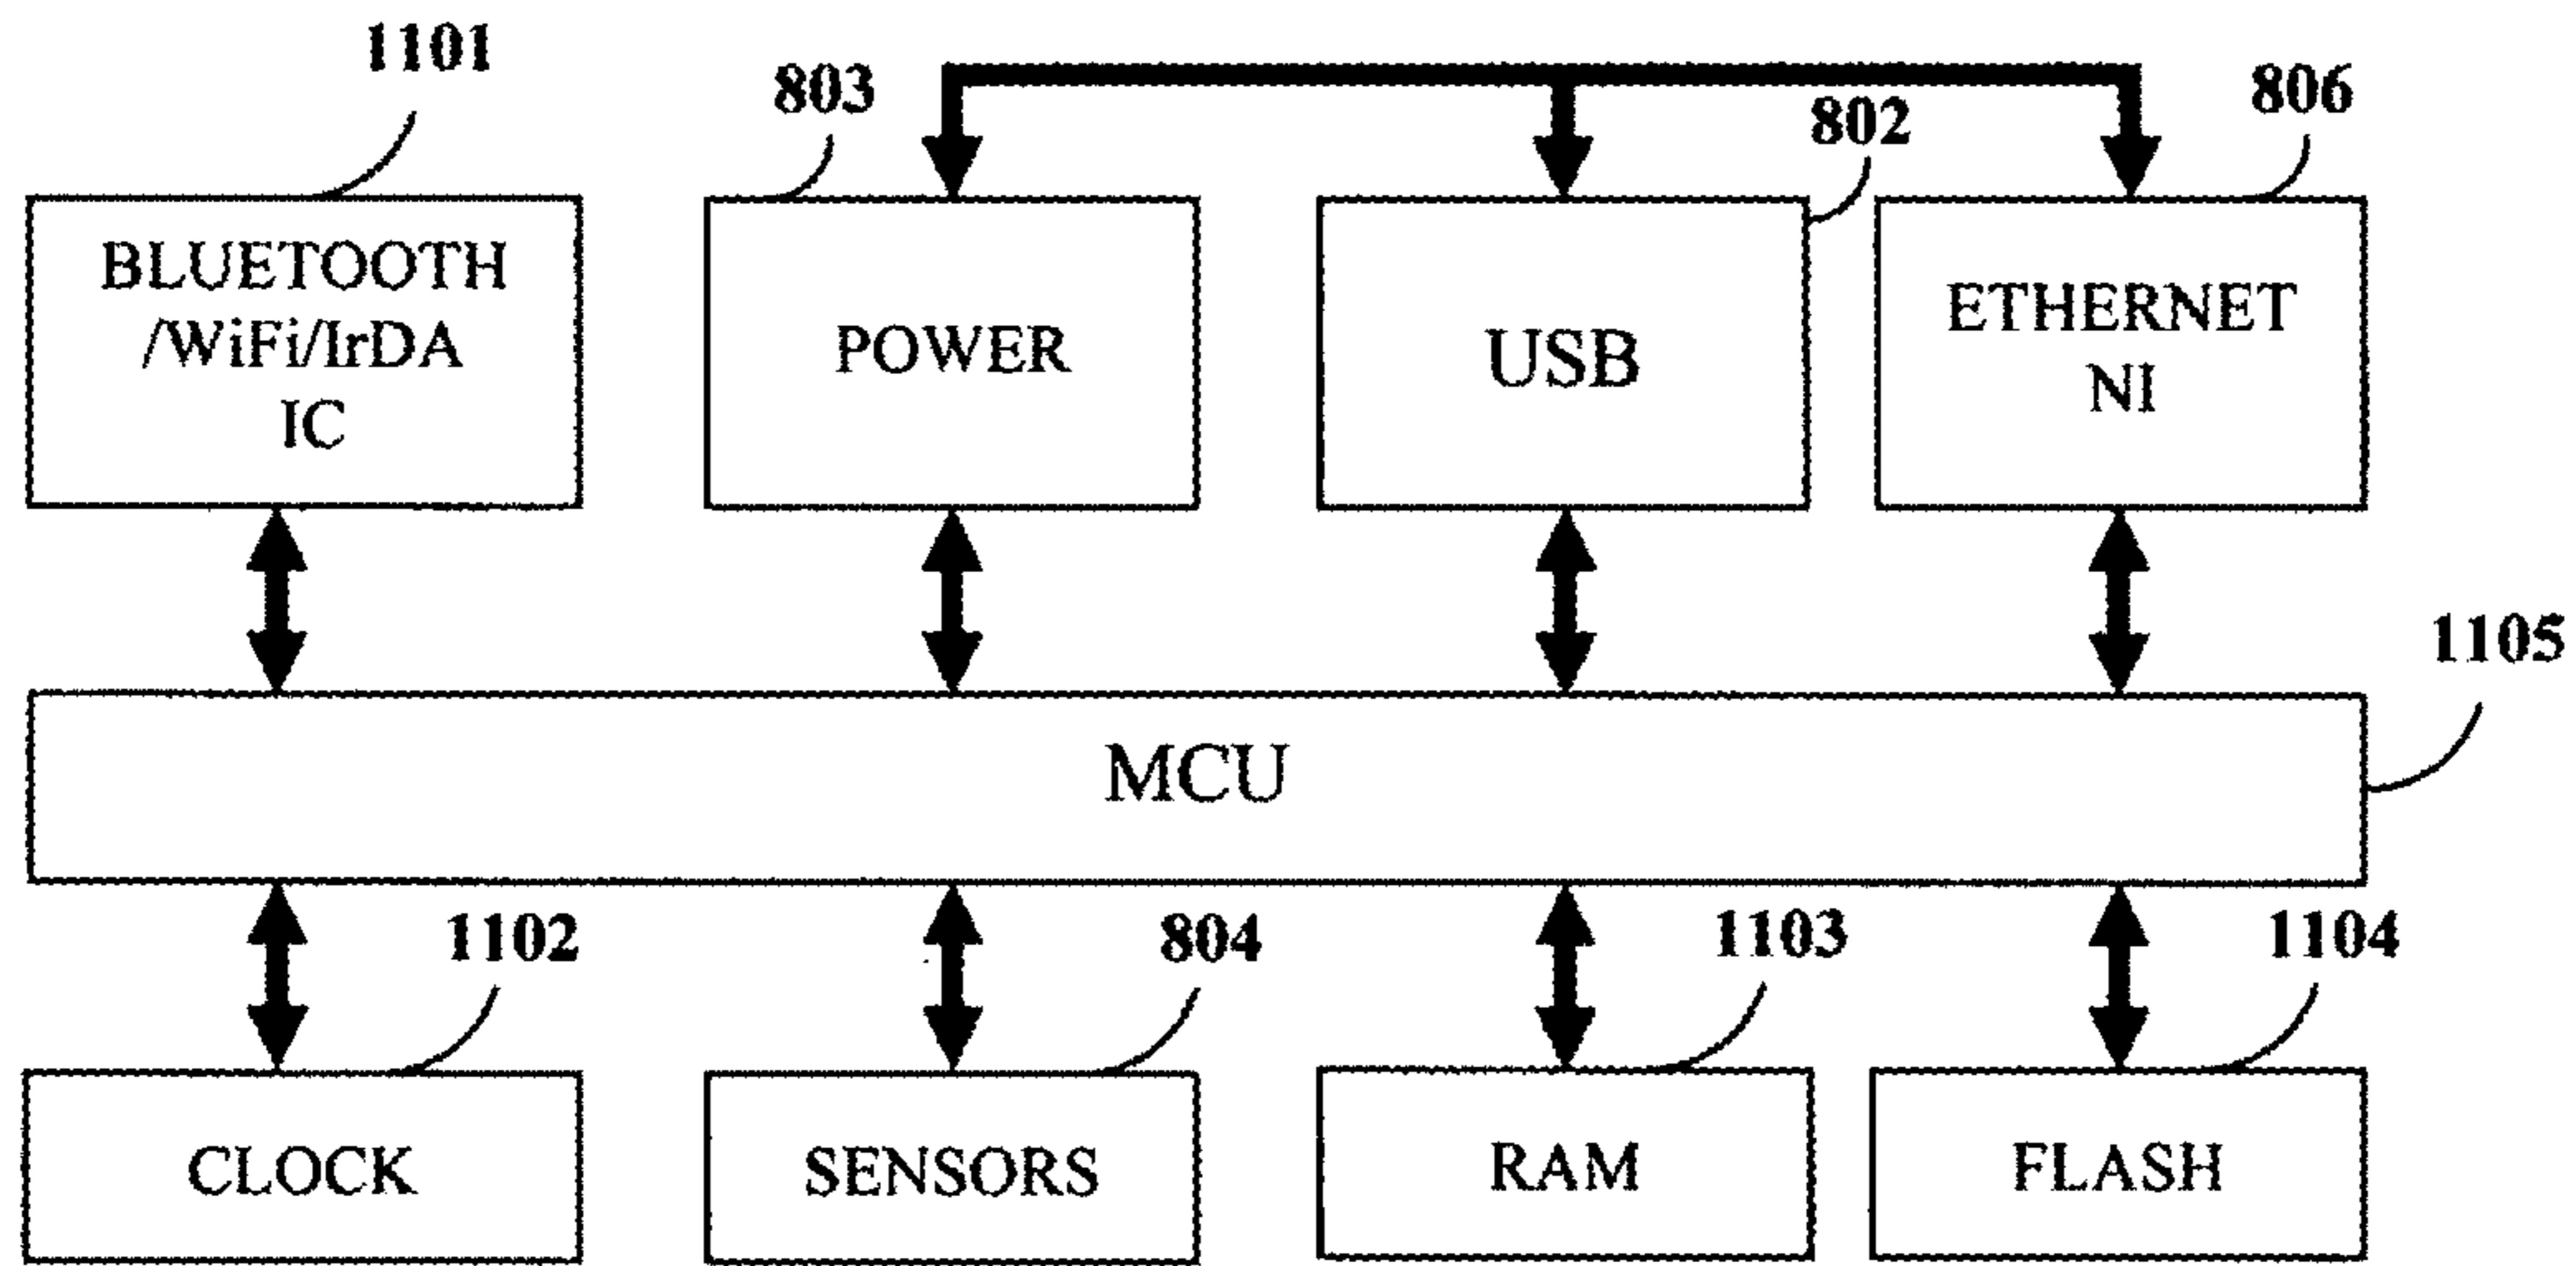 1101
803
802
806
BLUETOOTH
/WiFi/IrDA
IC
POWER
USB
ETHERNET
NI
1105
MCU
1102
804
1103
1104
CLOCK
SENSORS
RAM
FLASH